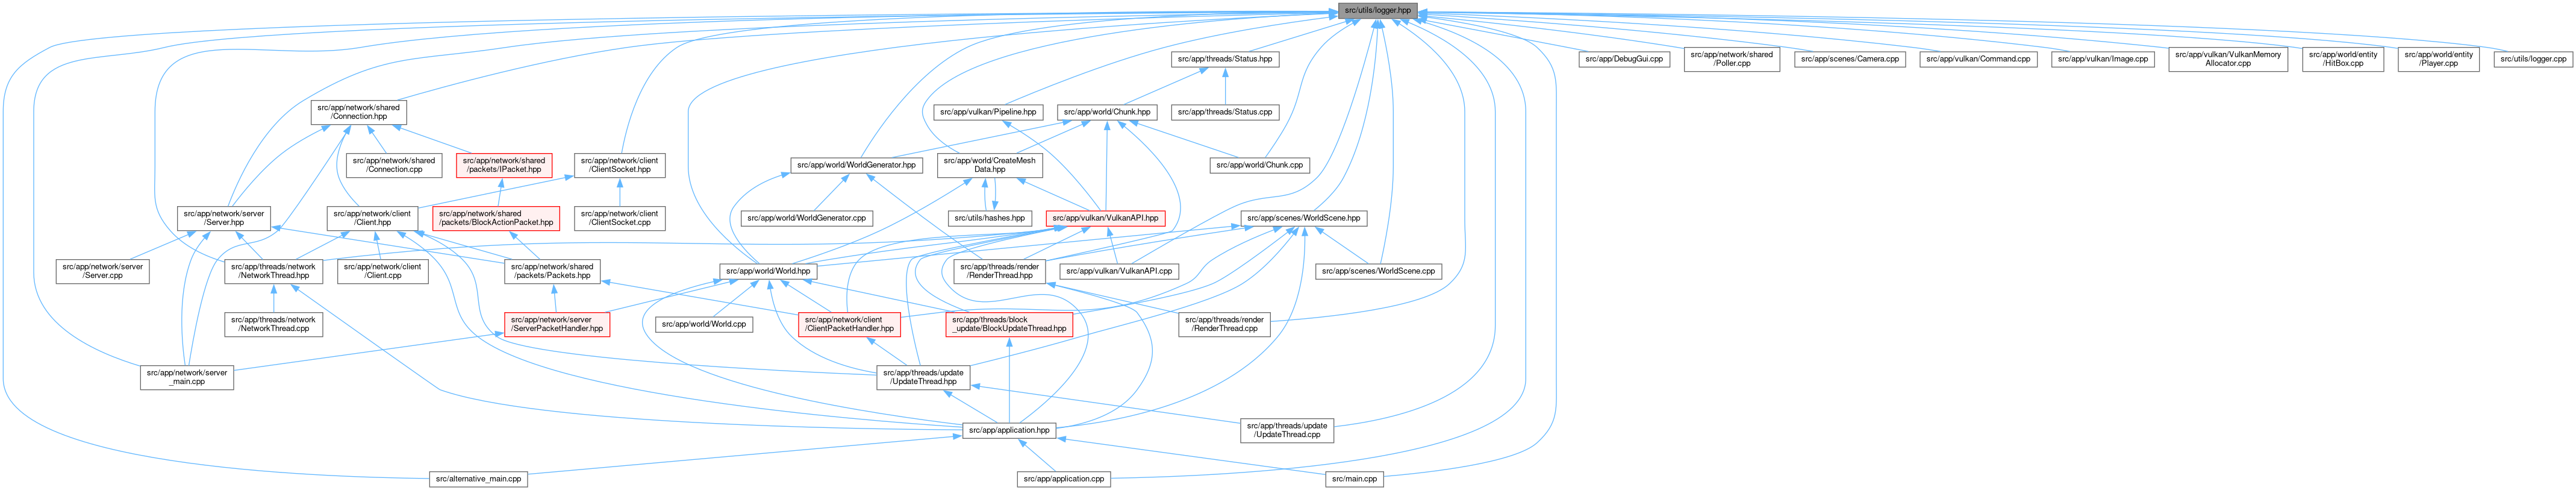 src/utils/logger.hpp
src/app/threads/Status.hpp
src/app/DebugGui.cpp
src/app/network/shared
/Poller.cpp
src/app/scenes/Camera.cpp
src/app/vulkan/Command.cpp
src/app/vulkan/Image.cpp
src/app/vulkan/VulkanMemory
Allocator.cpp
src/app/world/entity
/HitBox.cpp
src/app/world/entity
/Player.cpp
src/utils/logger.cpp
src/app/network/shared
/Connection.hpp
src/app/vulkan/Pipeline.hpp
src/app/world/Chunk.hpp
src/app/threads/Status.cpp
src/app/network/shared
/Connection.cpp
src/app/network/shared
/packets/IPacket.hpp
src/app/network/client
/ClientSocket.hpp
src/app/world/WorldGenerator.hpp
src/app/world/CreateMesh
Data.hpp
src/app/world/Chunk.cpp
src/app/network/server
/Server.hpp
src/app/network/client
/Client.hpp
src/app/network/shared
/packets/BlockActionPacket.hpp
src/app/network/client
/ClientSocket.cpp
src/app/world/WorldGenerator.cpp
src/utils/hashes.hpp
src/app/vulkan/VulkanAPI.hpp
src/app/scenes/WorldScene.hpp
src/app/network/server
/Server.cpp
src/app/threads/network
/NetworkThread.hpp
src/app/network/client
/Client.cpp
src/app/network/shared
/packets/Packets.hpp
src/app/world/World.hpp
src/app/threads/render
/RenderThread.hpp
src/app/vulkan/VulkanAPI.cpp
src/app/scenes/WorldScene.cpp
src/app/threads/network
/NetworkThread.cpp
src/app/network/server
/ServerPacketHandler.hpp
src/app/world/World.cpp
src/app/network/client
/ClientPacketHandler.hpp
src/app/threads/block
_update/BlockUpdateThread.hpp
src/app/threads/render
/RenderThread.cpp
src/app/network/server
_main.cpp
src/app/threads/update
/UpdateThread.hpp
src/app/application.hpp
src/app/threads/update
/UpdateThread.cpp
src/alternative_main.cpp
src/app/application.cpp
src/main.cpp